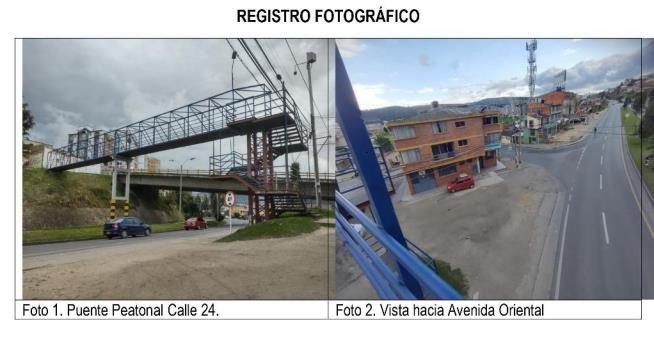 REGISTRO FOTOGRÁFICO
Foto 1. Puente Peatonal Calle 24.
Foto 2. Vista hacia Avenida Oriental